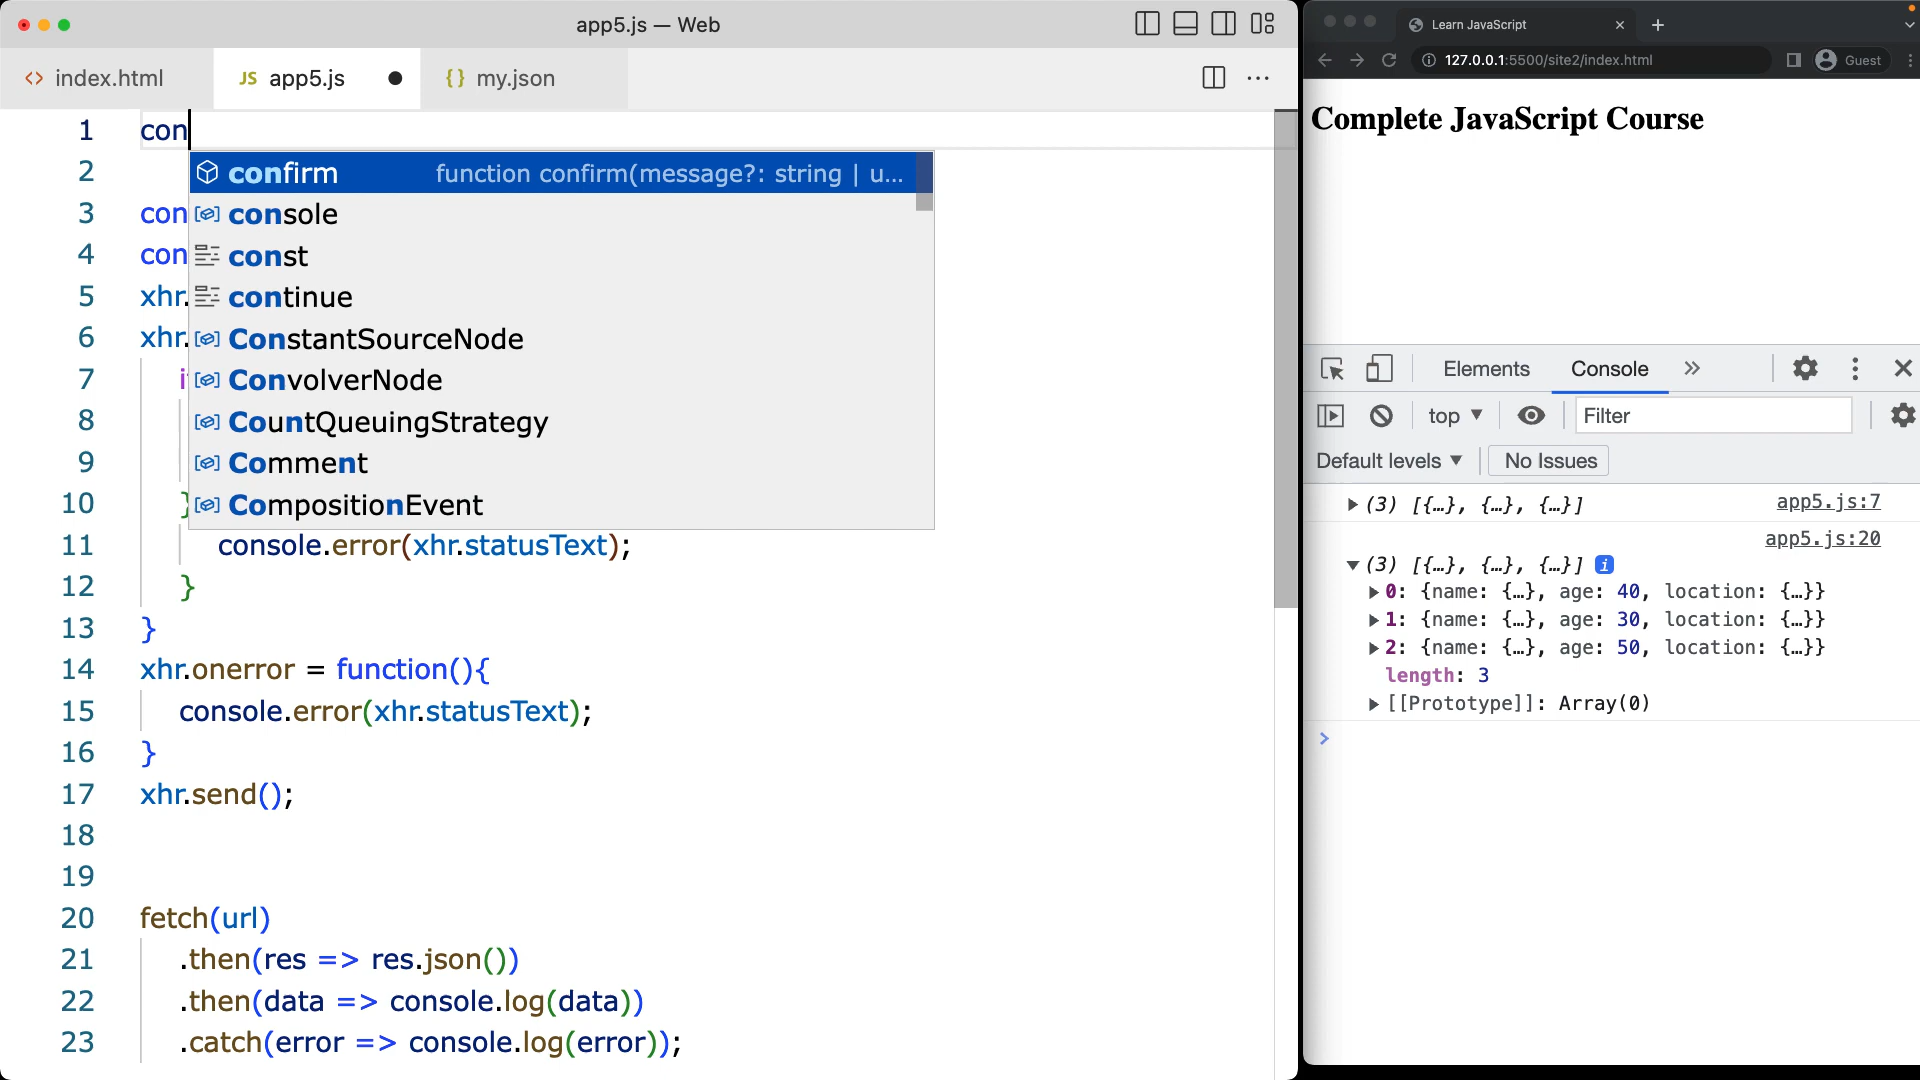 app5.js — Web
index.html
JS app5.js
{} my.json
1 con
confirm function confirm(message?: string | u...
2
console
3 con
const
4 con
continue
5 xhr.
ConstantSourceNode
6 xhr.
ConvolverNode
7 i
CountQueuingStrategy
8
Comment
9
CompositionEvent
10 }
11 console.error(xhr.statusText);
12 }
13 }
14 xhr.onerror = function(){
15 console.error(xhr.statusText);
16 }
17 xhr.send();
18
19
20 fetch(url)
21 .then(res => res.json())
22 .then(data => console.log(data))
23 .catch(error => console.log(error));
Learn JavaScript
127.0.0.1:5500/site2/index.html
Guest
Complete JavaScript Course
Elements Console
top Filter
Default levels No Issues
(3) [{…}, {…}, {…}] app5.js:7
app5.js:20
(3) [{…}, {…}, {…}] i
0: {name: {…}, age: 40, location: {…}}
1: {name: {…}, age: 30, location: {…}}
2: {name: {…}, age: 50, location: {…}}
length: 3
[[Prototype]]: Array(0)